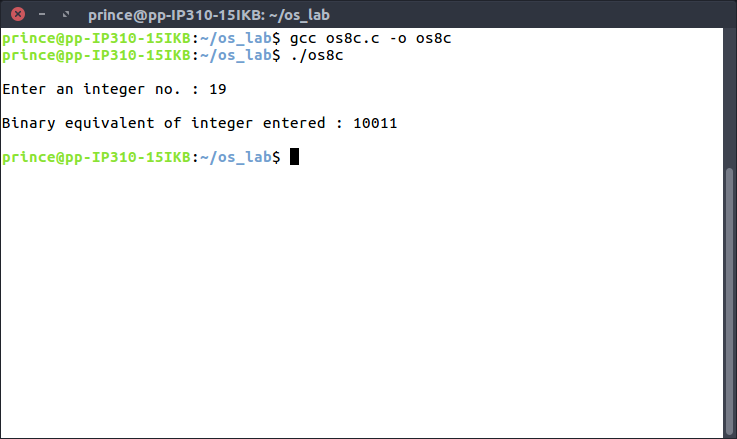 prince@pp-IP310-15IKB: ~/os_lab
prince@pp-IP310-15IKB:~/os_lab$ gcc os8c.c -o os8c
prince@pp-IP310-15IKB:~/os_lab$ ./os8c
Enter an integer no. : 19
Binary equivalent of integer entered : 10011
prince@pp-IP310-15IKB:~/os_lab$